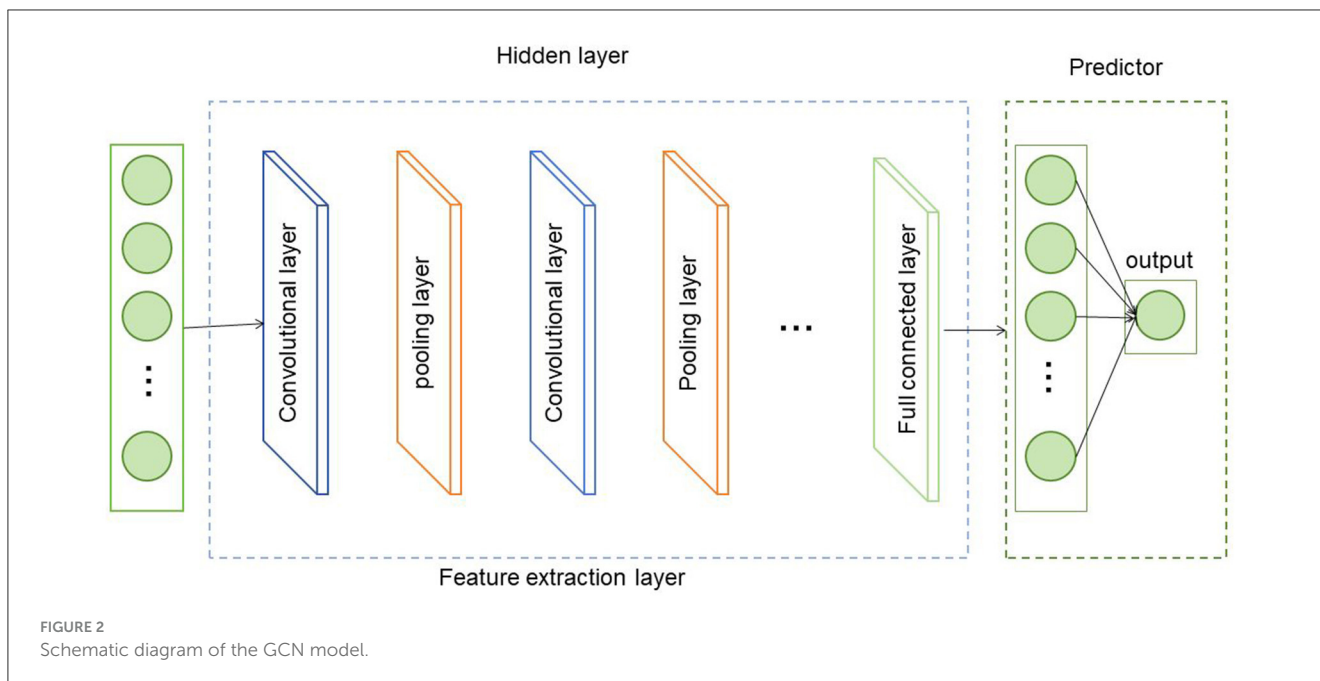 Hidden layer
Predictor
Convolutional layer
pooling layer
Convolutional layer
Pooling layer
...
Full connected layer
output
...
...
Feature extraction layer
FIGURE 2
Schematic diagram of the GCN model.